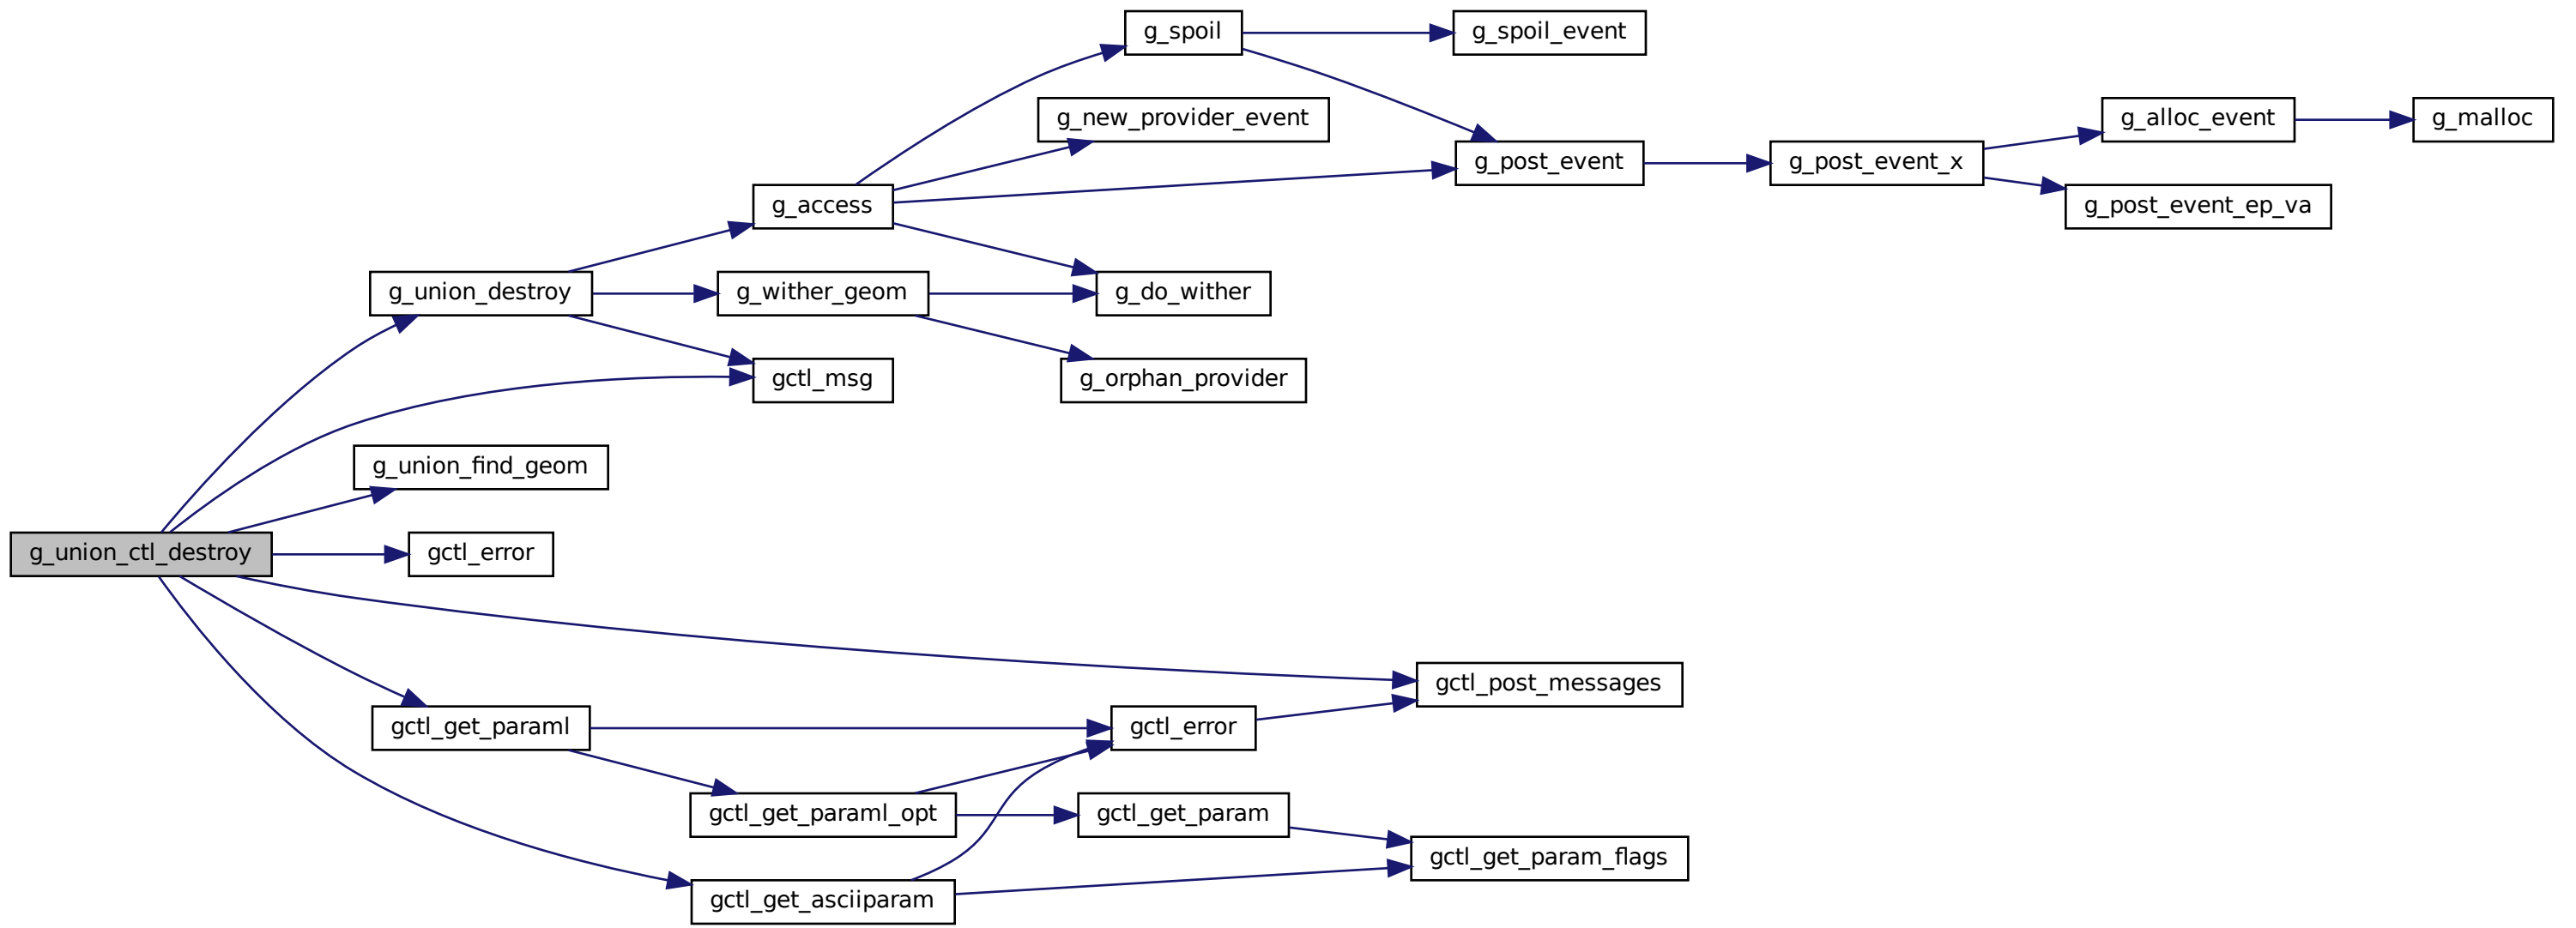 g_spoil
g_spoil_event
g_new_provider_event
g_alloc_event
g_malloc
g_post_event
g_post_event_x
g_access
g_post_event_ep_va
g_union_destroy
g_wither_geom
g_do_wither
gctl_msg
g_orphan_provider
g_union_find_geom
g_union_ctl_destroy
gctl_error
gctl_post_messages
gctl_get_paraml
gctl_error
gctl_get_paraml_opt
gctl_get_param
gctl_get_param_flags
gctl_get_asciiparam